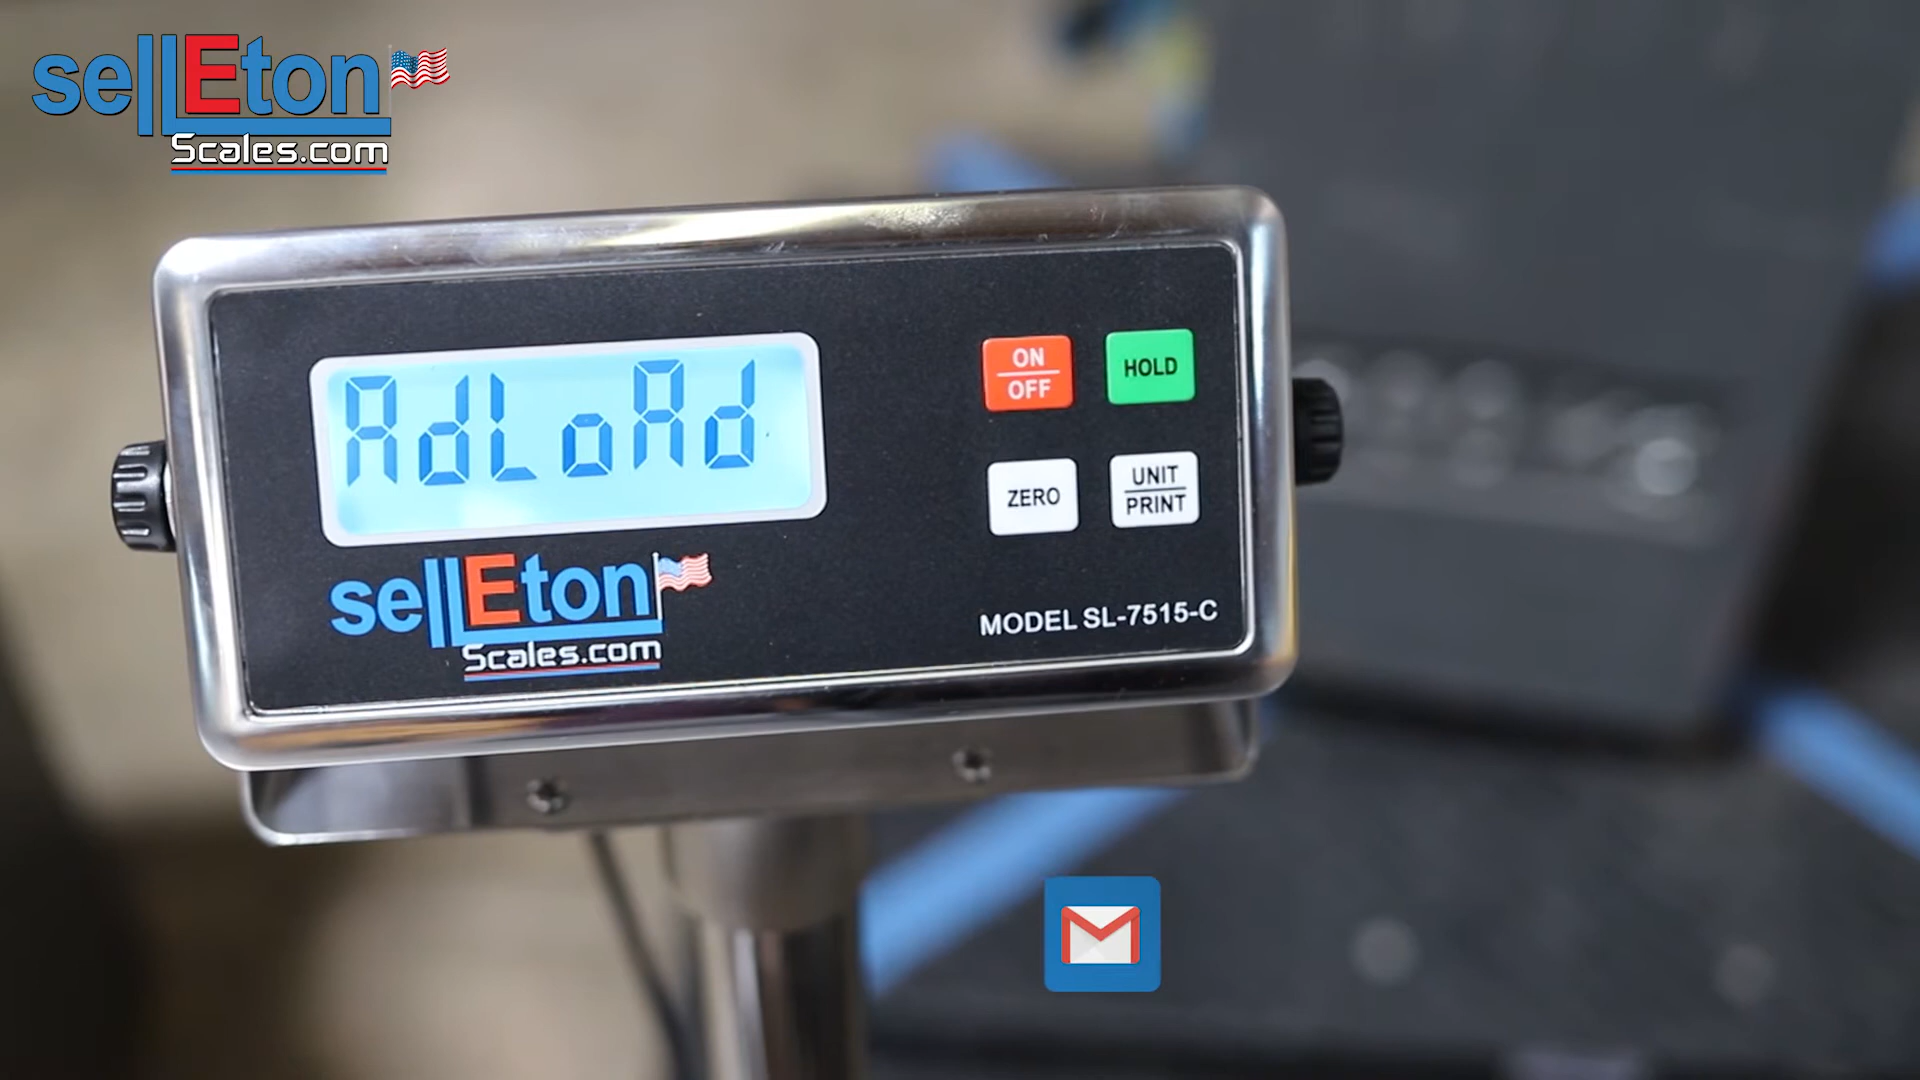 sellEton
Scales.com
AdLoAd
ON
OFF
HOLD
ZERO
UNIT
PRINT
sellEton
Scales.com
MODEL SL-7515-C